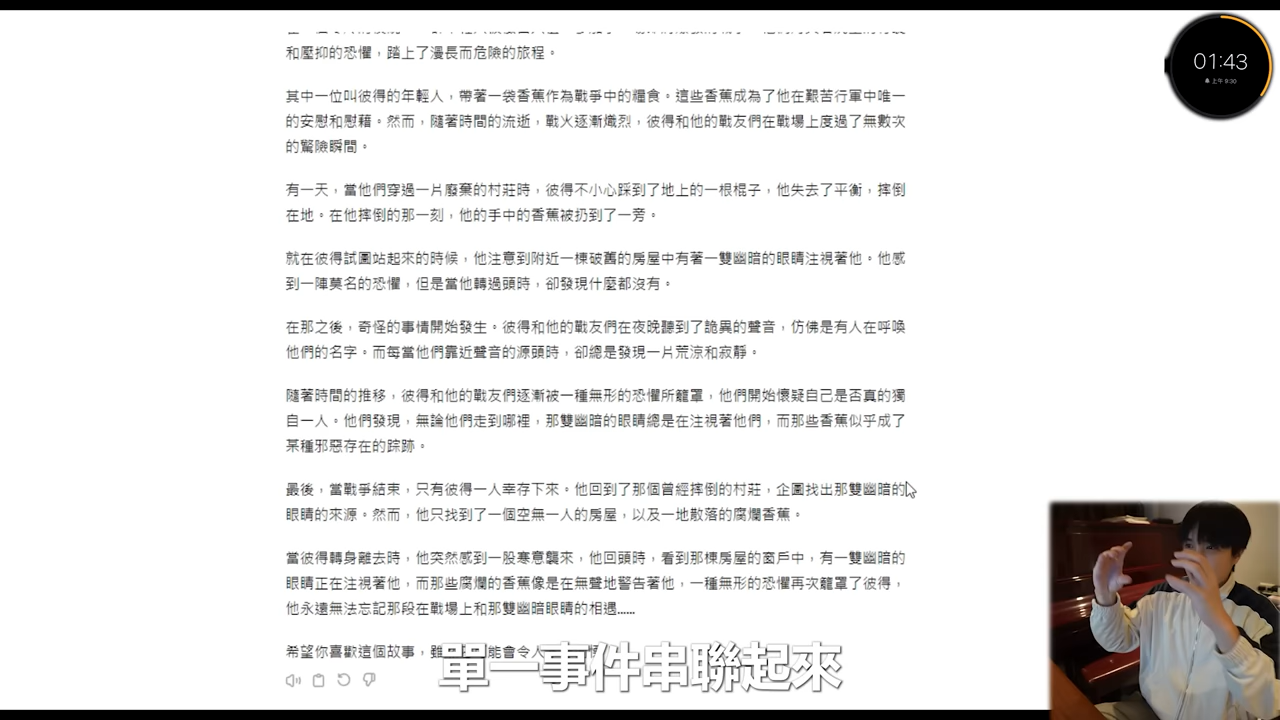 和壓抑的恐懼，踏上了漫長而危險的旅程。
其中一位叫彼得的年輕人，帶著一袋香蕉作為戰爭中的糧食。這些香蕉成為了他在艱苦行軍中唯一
的安慰和慰藉。然而，隨著時間的流逝，戰火逐漸熾烈，彼得和他的戰友們在戰場上度過了無數次
的驚險瞬間。
有一天，當他們穿過一片廢棄的村莊時，彼得不小心踩到了地上的一根棍子，他失去了平衡，摔倒
在地。在他摔倒的那一刻，他的手中的香蕉被扔到了一旁。
就在彼得試圖站起來的時候，他注意到附近一棟破舊的房屋中有著一雙幽暗的眼睛注視著他。他感
到一陣莫名的恐懼，但是當他轉過頭時，卻發現什麼都沒有。
在那之後，奇怪的事情開始發生。彼得和他的戰友們在夜晚聽到了詭異的聲音，仿佛是有人在呼喚
他們的名字。而每當他們靠近聲音的源頭時，卻總是發現一片荒涼和寂靜。
隨著時間的推移，彼得和他的戰友們逐漸被一種無形的恐懼所籠罩，他們開始懷疑自己是否真的獨
自一人。他們發現，無論他們走到哪裡，那雙幽暗的眼睛總是在注視著他們，而那些香蕉似乎成了
某種邪惡存在的踪跡。
最後，當戰爭結束，只有彼得一人幸存下來。他回到了那個曾經摔倒的村莊，企圖找出那雙幽暗的
眼睛的來源。然而，他只找到了一個空無一人的房屋，以及一地散落的腐爛香蕉。
當彼得轉身離去時，他突然感到一股寒意襲來，他回頭時，看到那棟房屋的窗戶中，有一雙幽暗的
眼睛正在注視著他，而那些腐爛的香蕉像是在無聲地警告著他，一種無形的恐懼再次籠罩了彼得，
他永遠無法忘記那段在戰場上和那雙幽暗眼睛的相遇......
希望你喜歡這個故事，雖 能會令人
單一事件串聯起來
01:43
上午 9:30